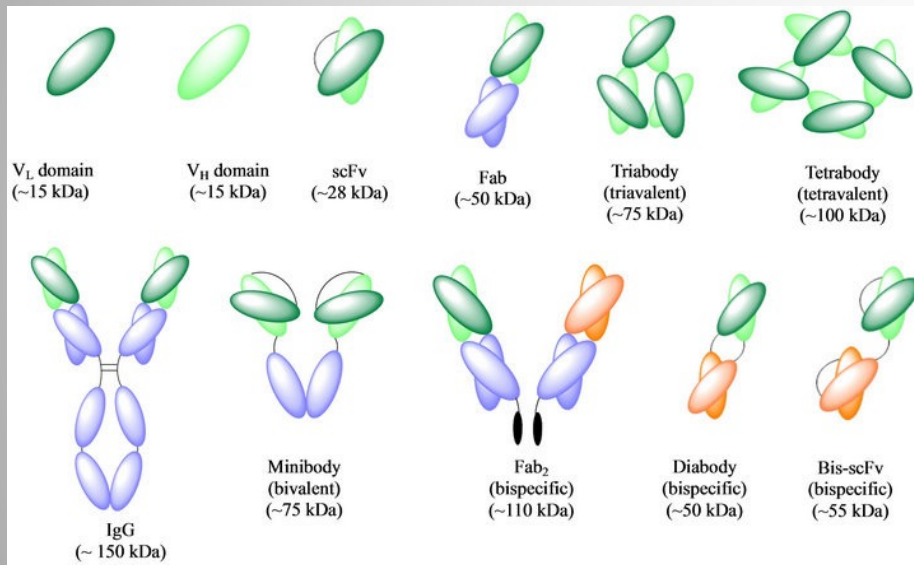 V_L domain
(~15 kDa)
V_H domain
(~15 kDa)
scFv
(~28 kDa)
Fab
(~50 kDa)
Triabody
(triavalent)
(~75 kDa)
Tetrabody
(tetravalent)
(~100 kDa)
IgG
(~ 150 kDa)
Minibody
(bivalent)
(~75 kDa)
Fab₂
(bispecific)
(~110 kDa)
Diabody
(bispecific)
(~50 kDa)
Bis-scFv
(bispecific)
(~55 kDa)